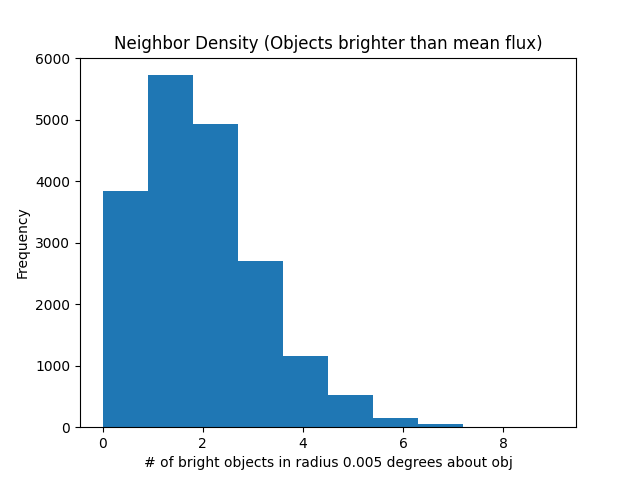 Neighbor Density (Objects brighter than mean flux)
6000
5000
4000
3000
2000
1000
0
Frequency
0 2 4 6 8
# of bright objects in radius 0.005 degrees about obj